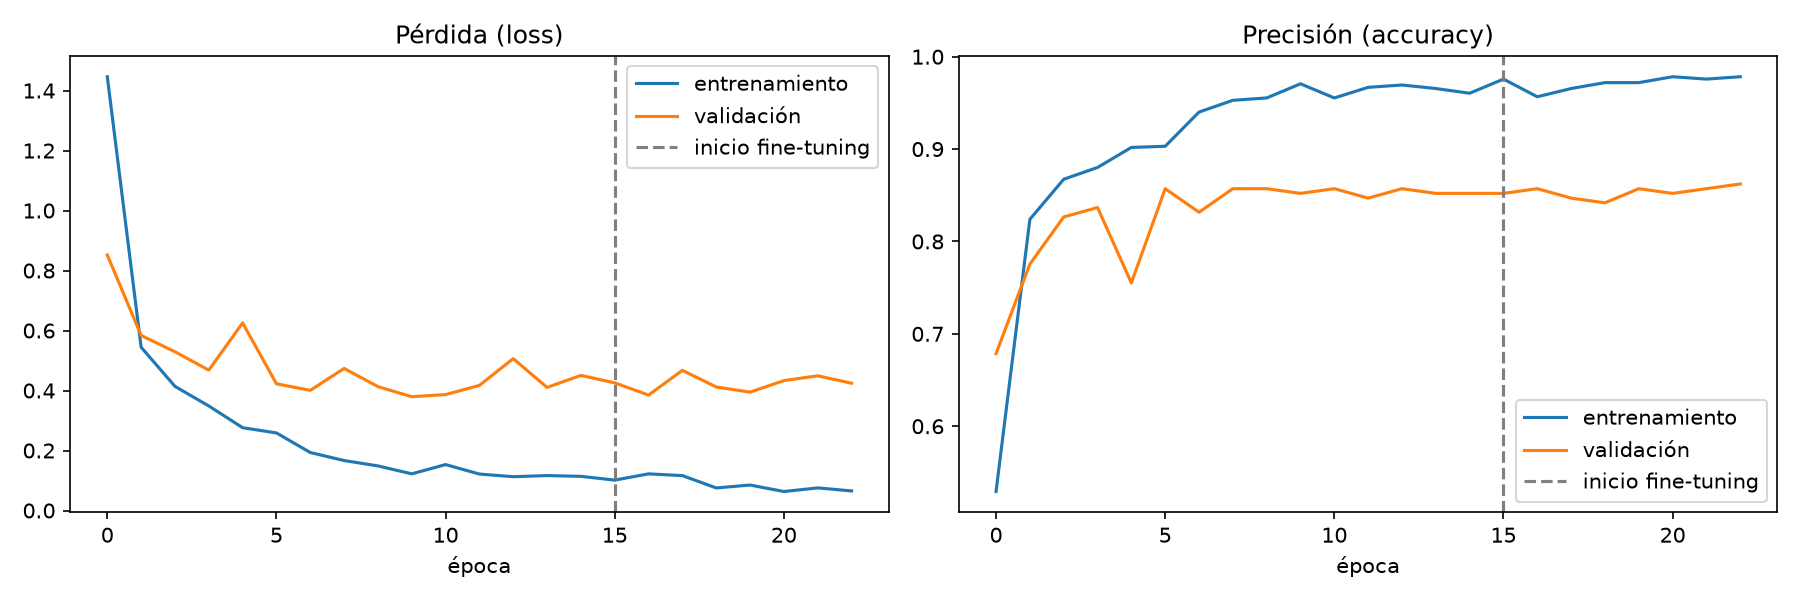 Pérdida (loss)
1.4
1.2
1.0
0.8
0.6
0.4
0.2
0.0
0
5
10
15
20
época
entrenamiento
validación
inicio fine-tuning
Precisión (accuracy)
1.0
0.9
0.8
0.7
0.6
0
5
10
15
20
época
entrenamiento
validación
inicio fine-tuning